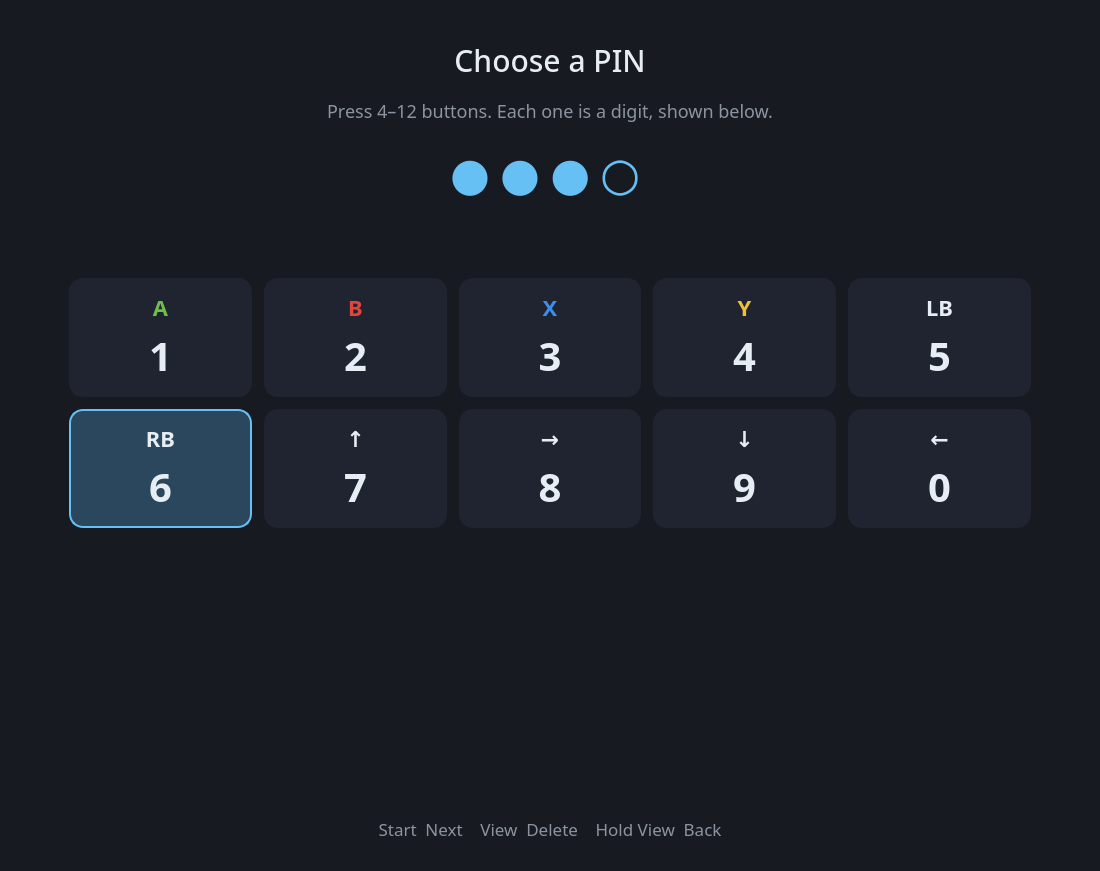 Choose a PIN
Press 4–12 buttons. Each one is a digit, shown below.
A B X Y LB
1 2 3 4 5
RB ↑ → ↓ ←
6 7 8 9 0
Start Next View Delete Hold View Back